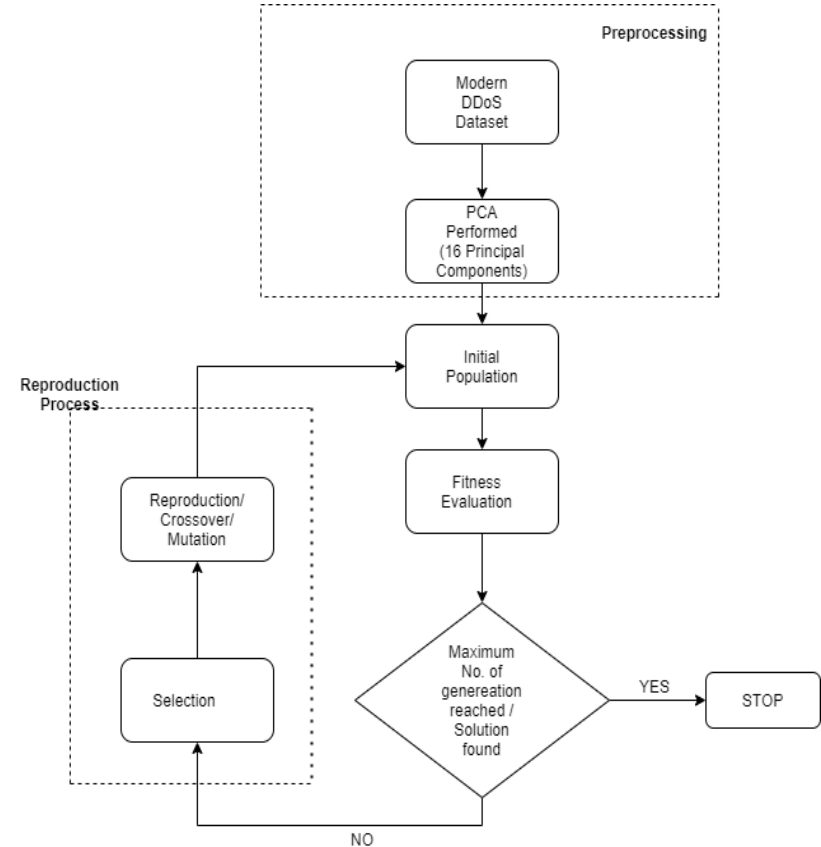 Preprocessing
Modern
DDoS
Dataset
PCA
Performed
(16 Principal
Components)
Initial
Population
Reproduction
Process
Fitness
Evaluation
Reproduction/
Crossover/
Mutation
Maximum
No. of
genereation
reached /
Solution
found
YES
STOP
Selection
NO